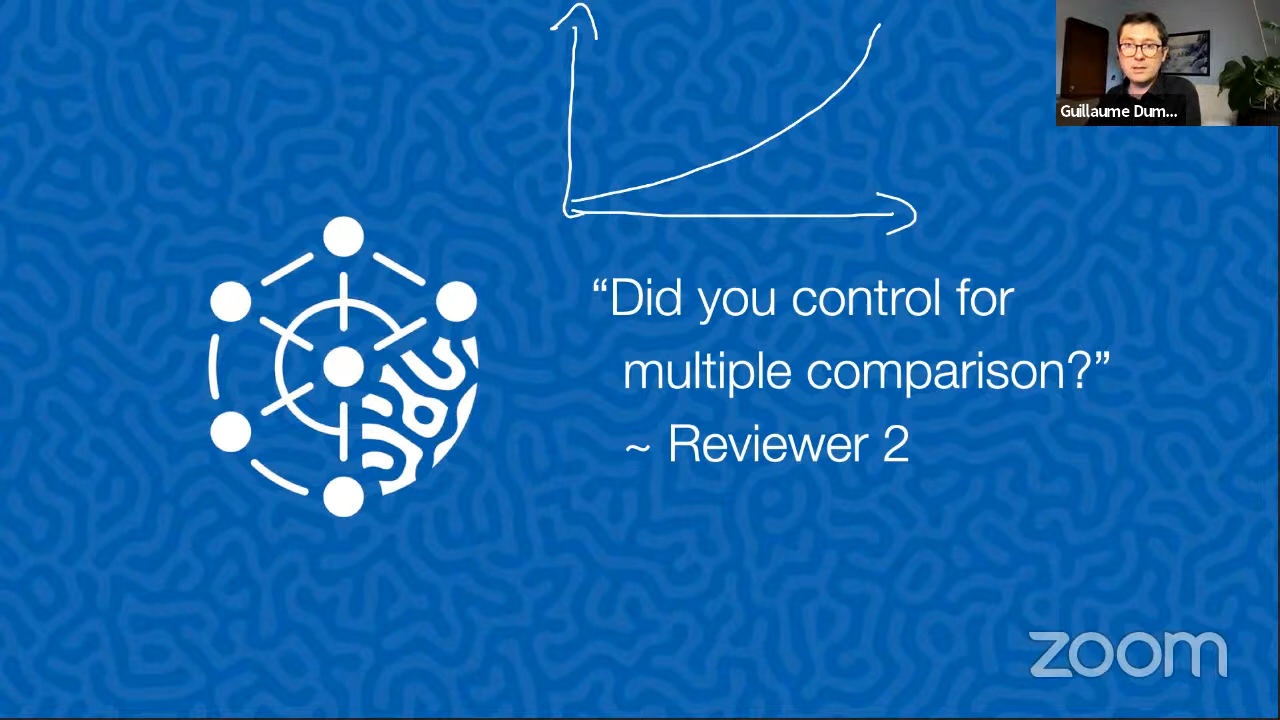 Guillaume Dum...
“Did you control for
multiple comparison?”
~ Reviewer 2
zoom